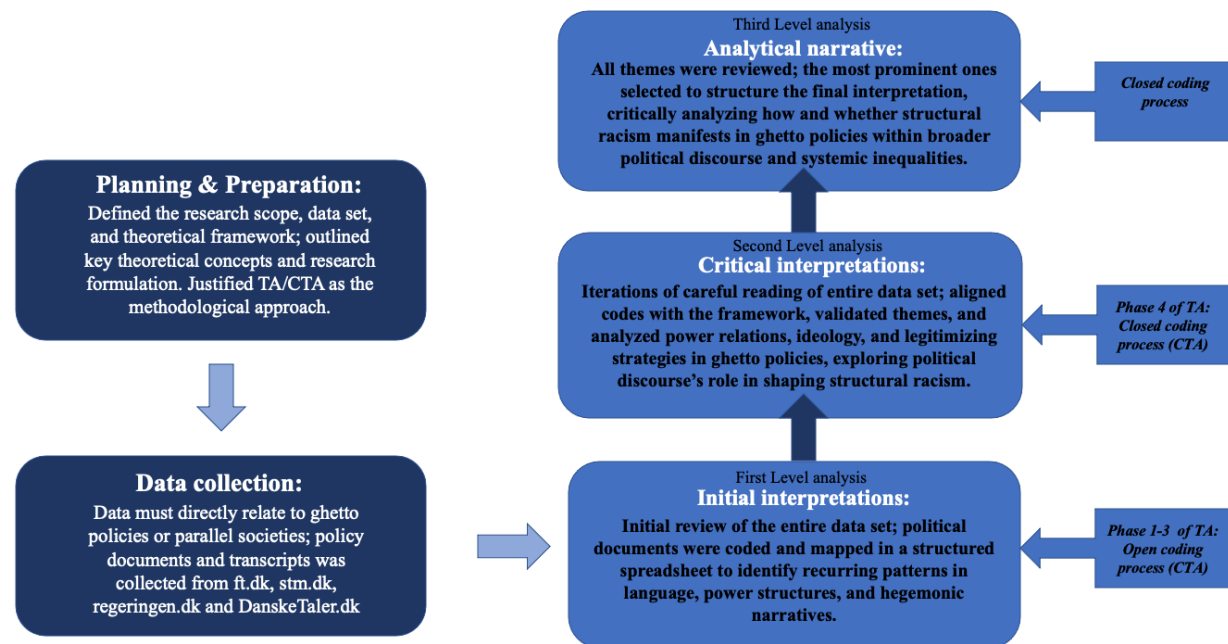 Planning & Preparation:
Defined the research scope, data set,
and theoretical framework; outlined
key theoretical concepts and research
formulation. Justified TA/CTA as the
methodological approach.
Data collection:
Data must directly relate to ghetto
policies or parallel societies; policy
documents and transcripts was
collected from ft.dk, stm.dk,
regeringen.dk and DanskeTaler.dk
First Level analysis
Initial interpretations:
Initial review of the entire data set; political
documents were coded and mapped in a structured
spreadsheet to identify recurring patterns in
language, power structures, and hegemonic
narratives.
Phase 1-3 of TA:
Open coding
process (CTA)
Second Level analysis
Critical interpretations:
Iterations of careful reading of entire data set; aligned
codes with the framework, validated themes, and
analyzed power relations, ideology, and legitimizing
strategies in ghetto policies, exploring political
discourse’s role in shaping structural racism.
Phase 4 of TA:
Closed coding
process (CTA)
Third Level analysis
Analytical narrative:
All themes were reviewed; the most prominent ones
selected to structure the final interpretation,
critically analyzing how and whether structural
racism manifests in ghetto policies within broader
political discourse and systemic inequalities.
Closed coding
process